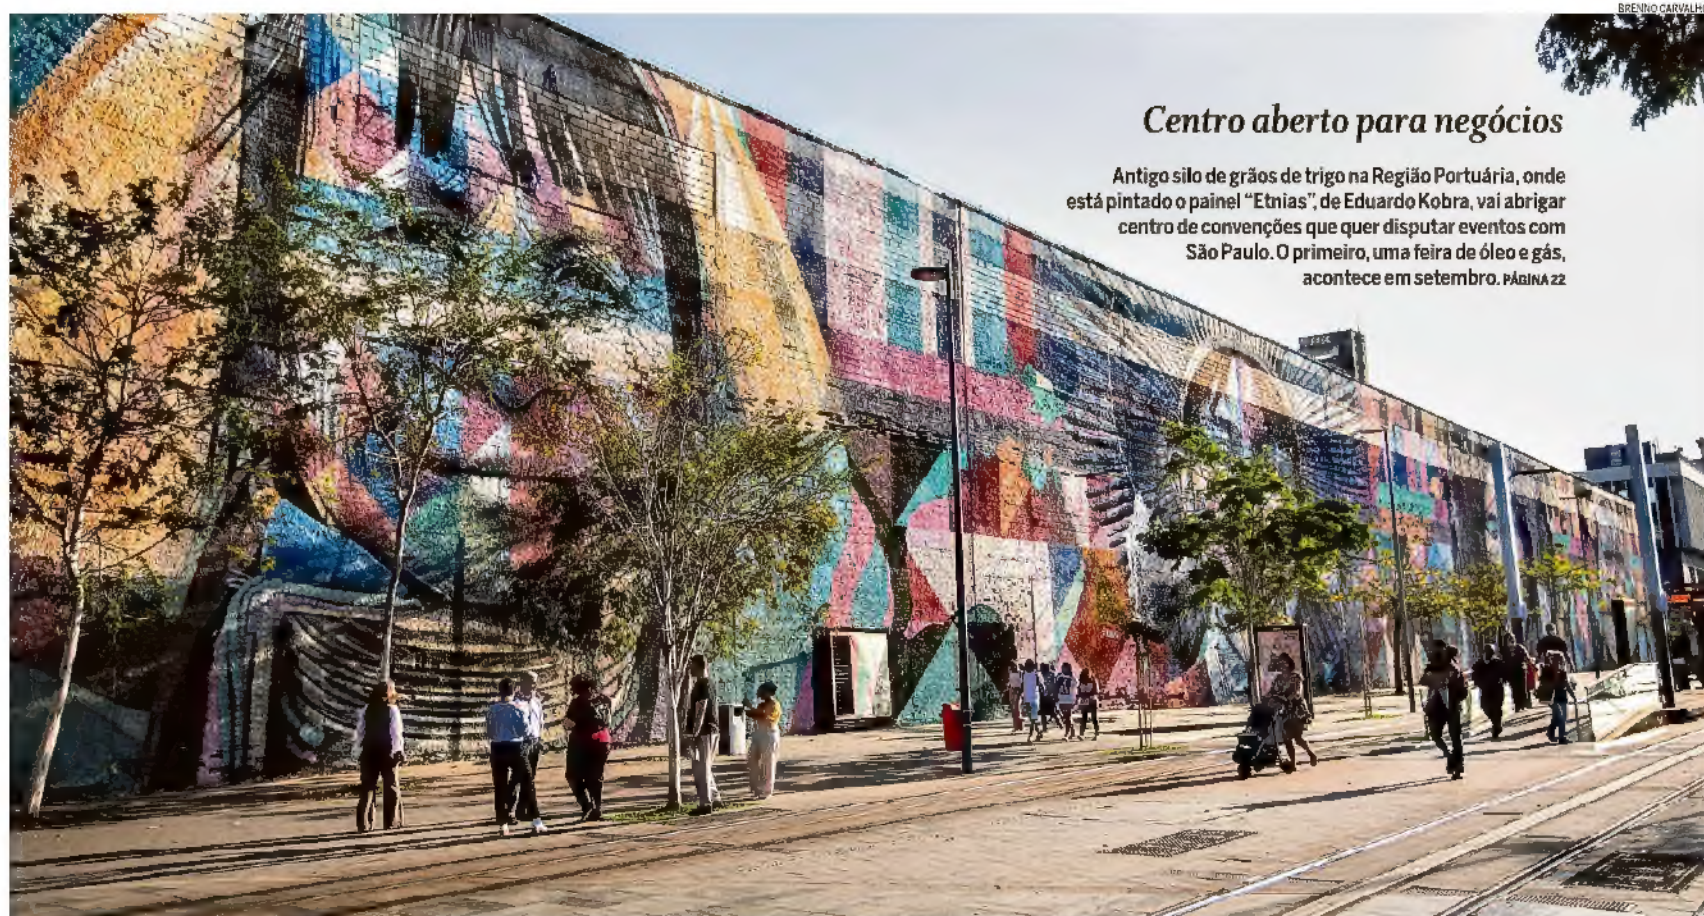 BRENNO CARVALH
Centro aberto para negócios
Antigo silo de grãos de trigo na Região Portuária, onde
está pintado o painel “Etnias”, de Eduardo Kobra, vai abrigar
centro de convenções que quer disputar eventos com
São Paulo. O primeiro, uma feira de óleo e gás,
acontece em setembro. PÁGINA 22